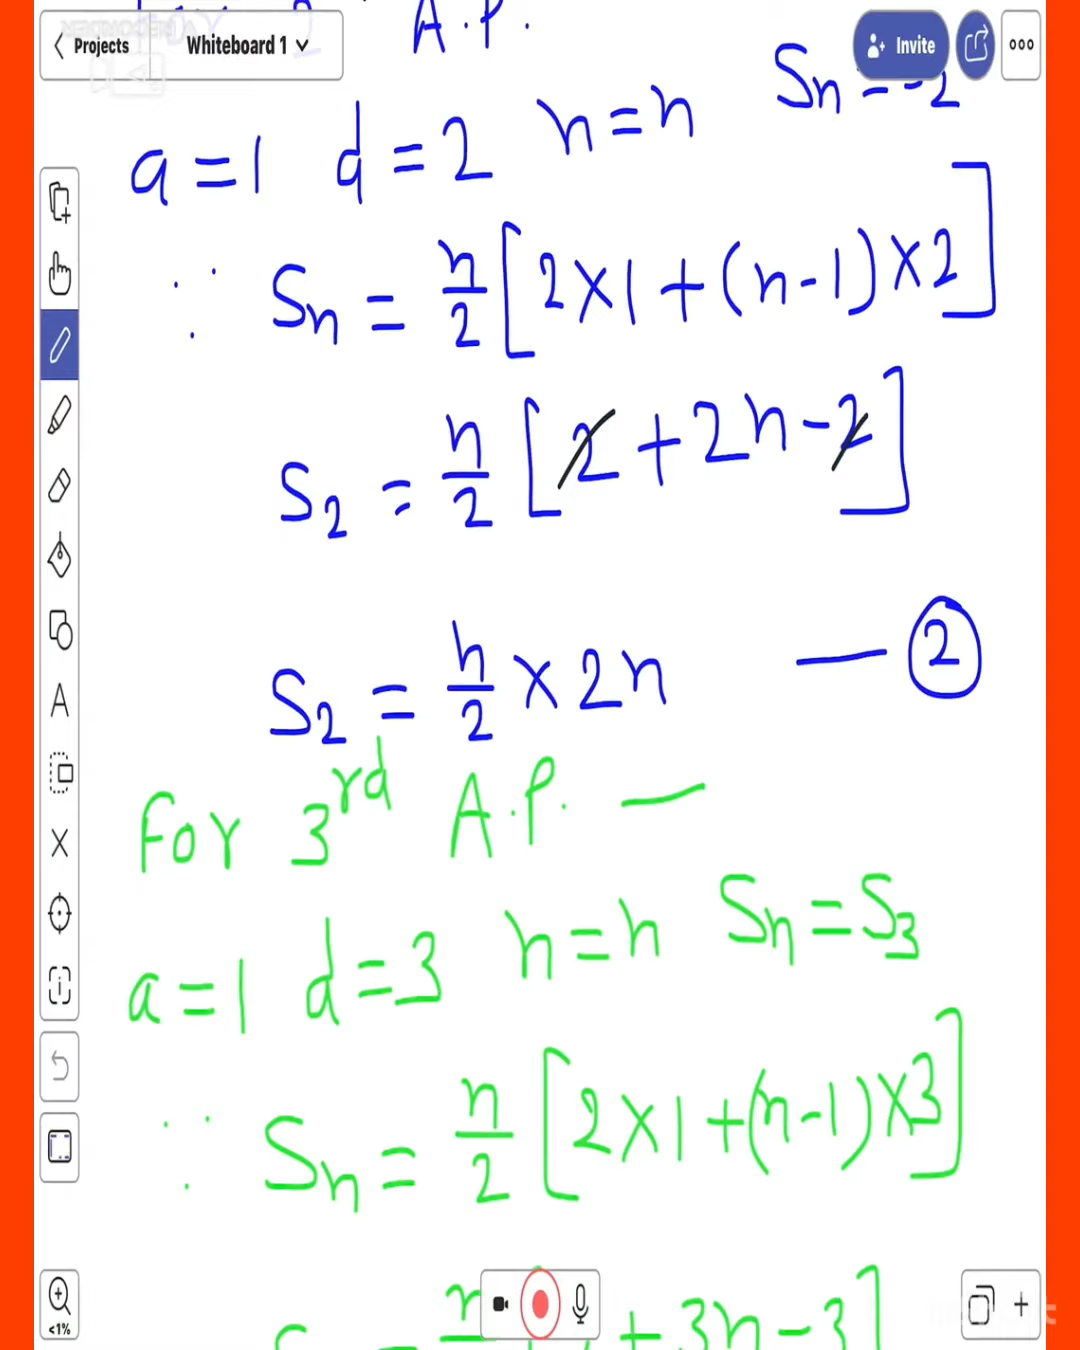 A.P.
Projects Whiteboard 1 Invite
a=1 d=2 n=n Sn=
∵ Sn = n/2 [2×1+(n-1)×2]
S2 = n/2 [2+2n-2]
S2 = n/2 × 2n — 2
For 3rd A.P. —
a=1 d=3 n=n Sn=S3
∵ Sn = n/2 [2×1+(n-1)×3]
+3n-3]
<1%